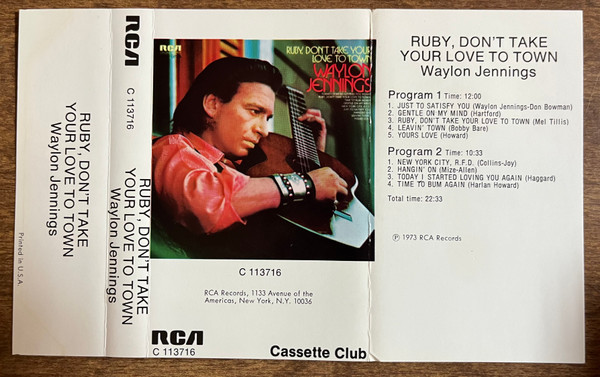 Printed in U.S.A.
RUBY, DON'T TAKE
YOUR LOVE TO TOWN
Waylon Jennings
RCA
C 113716
RUBY, DON'T TAKE
YOUR LOVE TO TOWN
Waylon Jennings
RCA
RUBY, DON'T TAKE YOUR
LOVE TO TOWN
WAYLON
JENNINGS
C 113716
RCA Records, 1133 Avenue of the
Americas, New York, N.Y. 10036
RCA
C 113716
Cassette Club
RUBY, DON'T TAKE
YOUR LOVE TO TOWN
Waylon Jennings
Program 1 Time: 12:00
1. JUST TO SATISFY YOU (Waylon Jennings-Don Bowman)
2. GENTLE ON MY MIND (Hartford)
3. RUBY, DON'T TAKE YOUR LOVE TO TOWN (Mel Tillis)
4. LEAVIN' TOWN (Bobby Bare)
5. YOURS LOVE (Howard)
Program 2 Time: 10:33
1. NEW YORK CITY, R.F.D. (Collins-Joy)
2. HANGIN' ON (Mize-Allen)
3. TODAY I STARTED LOVING YOU AGAIN (Haggard)
4. TIME TO BUM AGAIN (Harlan Howard)
Total time: 22:33
℗ 1973 RCA Records